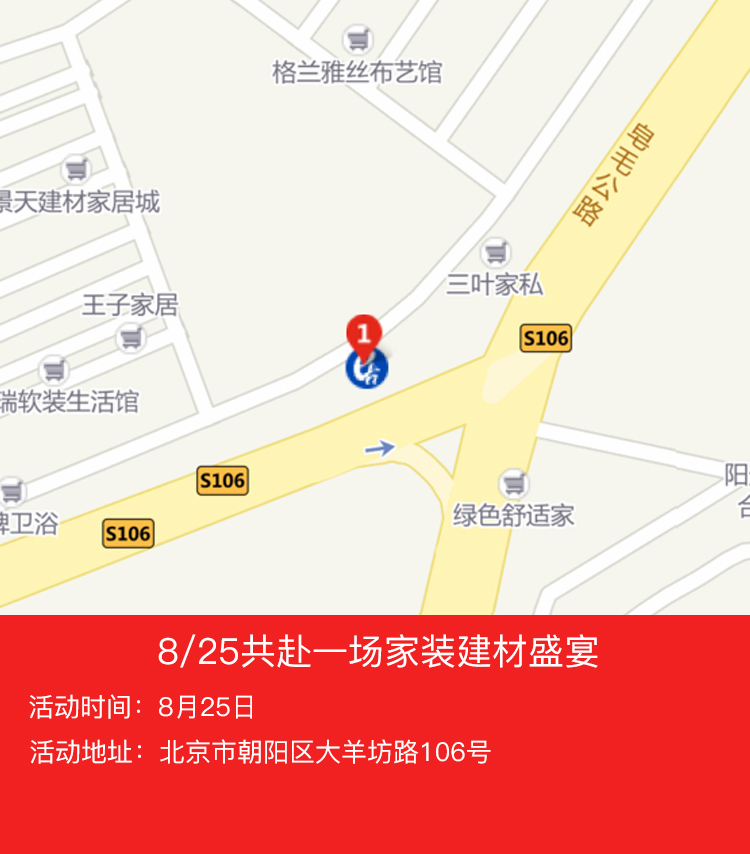 格兰雅丝布艺馆
皂毛公路
景天建材家居城
三叶家私
王子家居
1
S106
瑞软装生活馆
S106
阳
绿色舒适家
合
牌卫浴
S106
8/25共赴一场家装建材盛宴
活动时间：8月25日
活动地址：北京市朝阳区大羊坊路106号